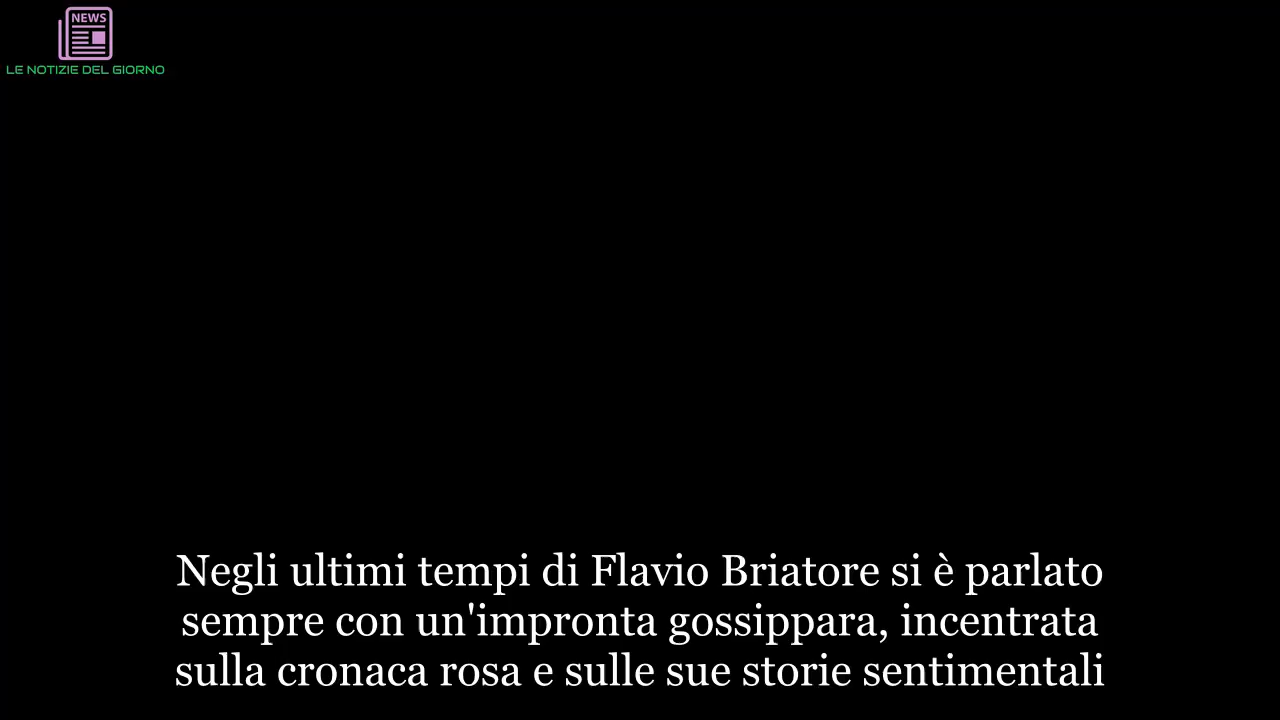 NEWS
LE NOTIZIE DEL GIORNO
Negli ultimi tempi di Flavio Briatore si è parlato
sempre con un'impronta gossippara, incentrata
sulla cronaca rosa e sulle sue storie sentimentali